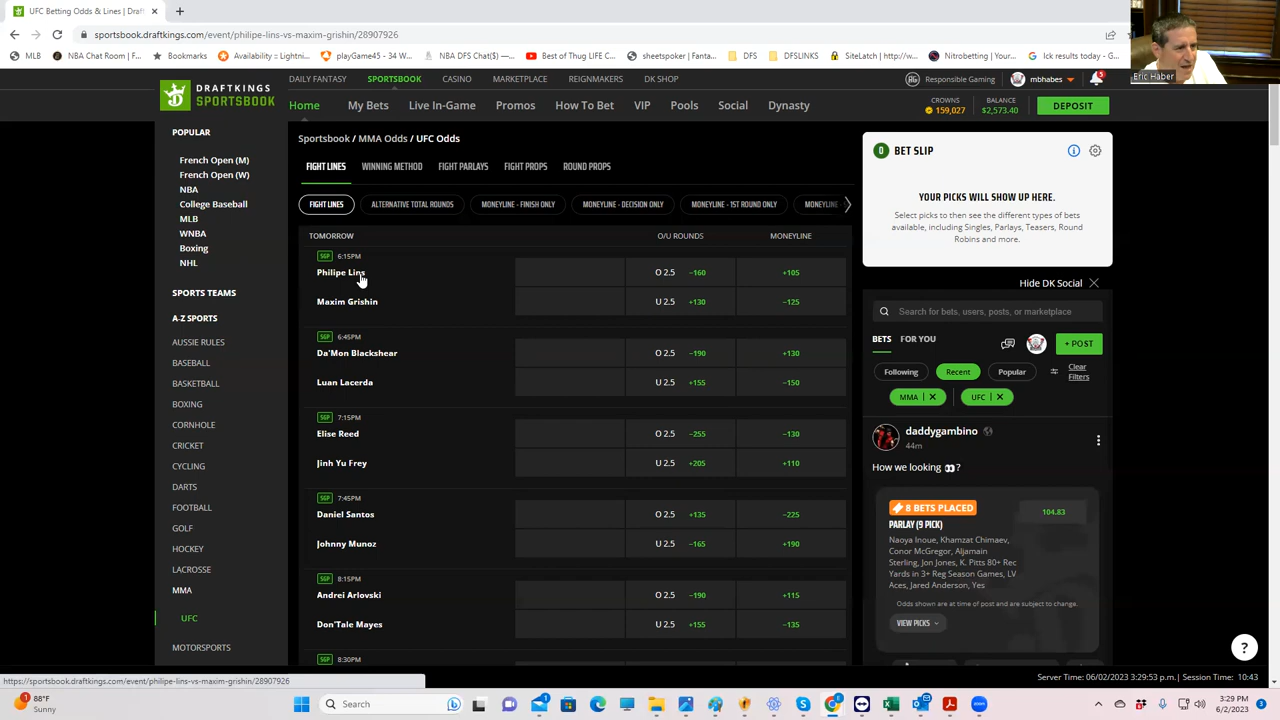 UFC Betting Odds & Lines | Draf
sportsbook.draftkings.com/event/philipe-lins-vs-maxim-grishin/28907926
MLB
NBA Chat Room | F...
Bookmarks
Availability :: Lightni...
playGame45 - 34 W...
NBA DFS Chat(S) |...
Best of Thug LIFE C...
sheetspoker |...
DFS
DFSLINKS
SiteLatch | http://w...
Nitrobetting | Your...
Ick results today - G...
Eric Haber
DRAFTKINGS
SPORTSBOOK
DAILY FANTASY
SPORTSBOOK
CASINO
MARKETPLACE
REIGNMAKERS
DK SHOP
RG Responsible Gaming
mbhabes
5
Home
My Bets
Live In-Game
Promos
How To Bet
VIP
Pools
Social
Dynasty
CROWNS
159,027
BALANCE
$2,573.40
DEPOSIT
POPULAR
French Open (M)
French Open (W)
NBA
College Baseball
MLB
WNBA
Boxing
NHL
SPORTS TEAMS
A-Z SPORTS
AUSSIE RULES
BASEBALL
BASKETBALL
BOXING
CORNHOLE
CRICKET
CYCLING
DARTS
FOOTBALL
GOLF
HOCKEY
LACROSSE
MMA
UFC
MOTORSPORTS
Sportsbook / MMA Odds / UFC Odds
FIGHT LINES
WINNING METHOD
FIGHT PARLAYS
FIGHT PROPS
ROUND PROPS
FIGHT LINES
ALTERNATIVE TOTAL ROUNDS
MONEYLINE - FINISH ONLY
MONEYLINE - DECISION ONLY
MONEYLINE - 1ST ROUND ONLY
MONEYLINE -
TOMORROW
O/U ROUNDS
MONEYLINE
SGP 6:15PM
Philipe Lins O 2.5 −160 +105
Maxim Grishin U 2.5 +130 −125
SGP 6:45PM
Da'Mon Blackshear O 2.5 −190 +130
Luan Lacerda U 2.5 +155 −150
SGP 7:15PM
Elise Reed O 2.5 −255 −130
Jinh Yu Frey U 2.5 +205 +110
SGP 7:45PM
Daniel Santos O 2.5 +135 −225
Johnny Munoz U 2.5 −165 +190
SGP 8:15PM
Andrei Arlovski O 2.5 −190 +115
Don'Tale Mayes U 2.5 +155 −135
SGP 8:30PM
0 BET SLIP
YOUR PICKS WILL SHOW UP HERE.
Select picks to then see the different types of bets
available, including Singles, Parlays, Teasers, Round
Robins and more.
Hide DK Social
Search for bets, users, posts, or marketplace
BETS
FOR YOU
+ POST
Following
Recent
Popular
Clear
Filters
MMA
UFC
daddygambino
44m
How we looking 👀?
8 BETS PLACED
104.83
PARLAY (9 PICK)
Naoya Inoue, Khamzat Chimaev,
Conor McGregor, Aljamain
Sterling, Jon Jones, K. Pitts 80+ Rec
Yards in 3+ Reg Season Games, LV
Aces, Jared Anderson, Yes
Odds shown are at time of post and are subject to change.
VIEW PICKS
?
https://sportsbook.draftkings.com/event/philipe-lins-vs-maxim-grishin/28907926
Server Time: 06/02/2023 3:29:53 p.m.| Session Time: 10:43
1
88°F
Sunny
Search
3:29 PM
6/2/2023
3